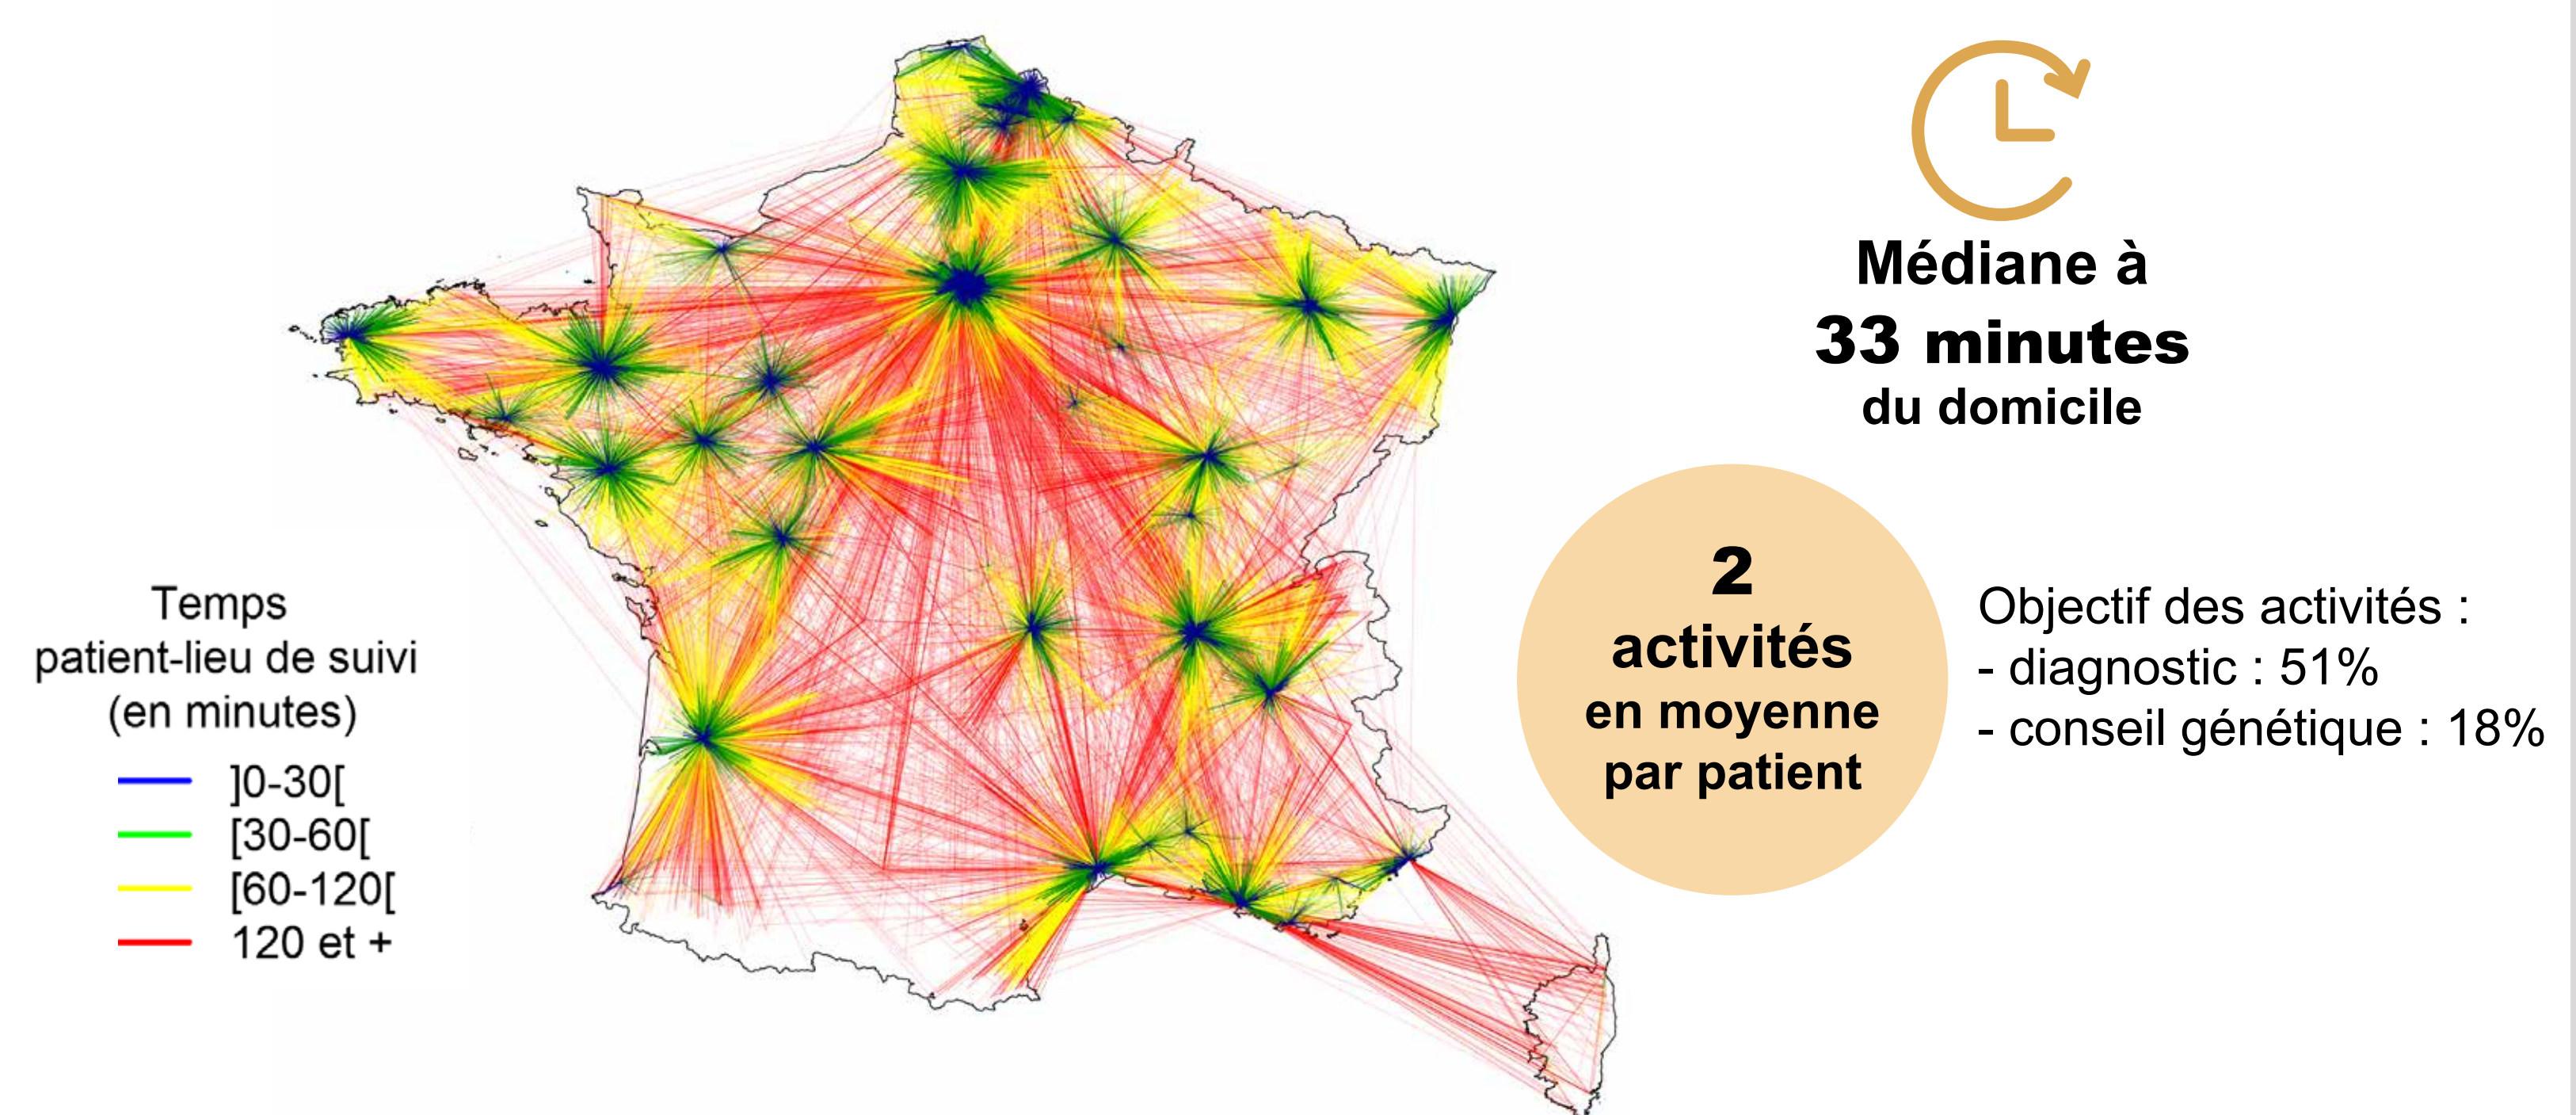 Médiane à
33 minutes
du domicile
2
activités
en moyenne
par patient
Objectif des activités :
- diagnostic : 51%
- conseil génétique : 18%
Temps
patient-lieu de suivi
(en minutes)
]0-30[
[30-60[
[60-120[
120 et +